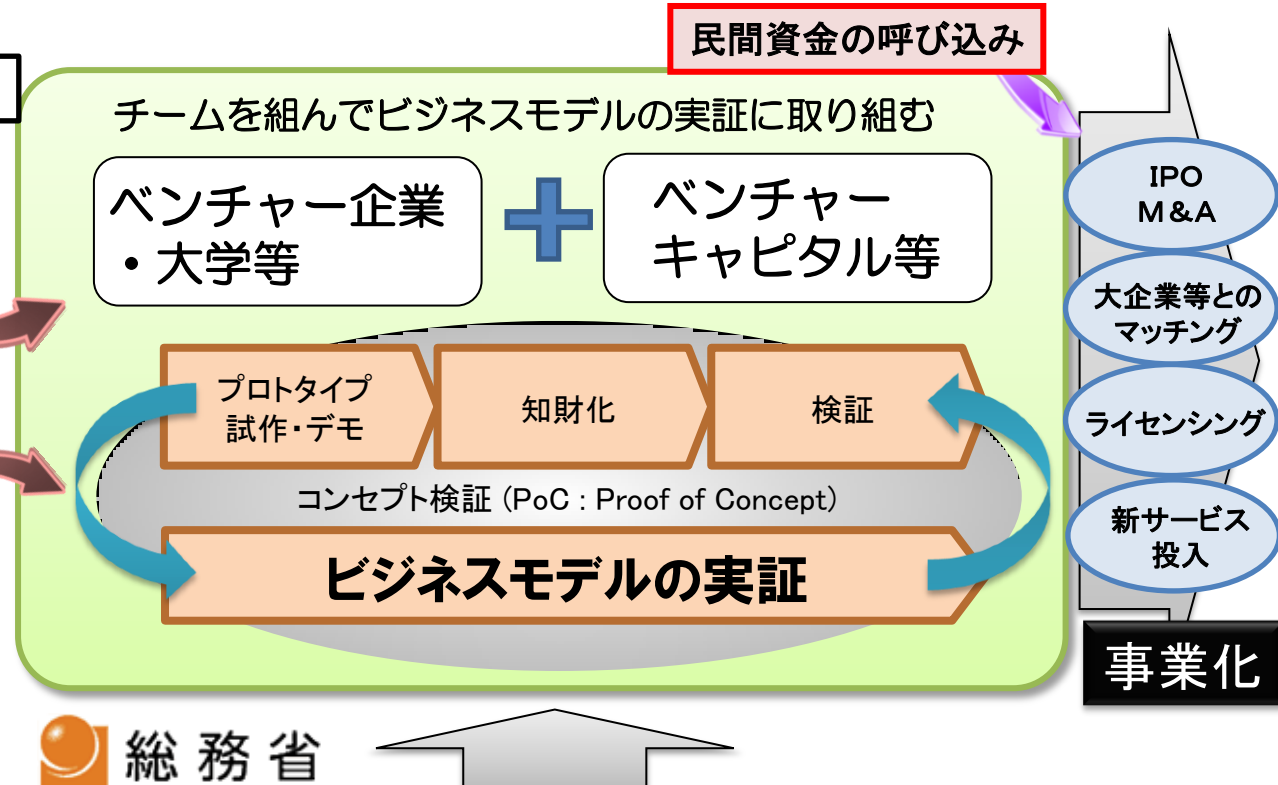 民間資金の呼び込み
チームを組んでビジネスモデルの実証に取り組む
ベンチャー企業
・大学等
ベンチャー
キャピタル等
IPO
M&A
大企業等との
マッチング
ライセンシング
新サービス
投入
プロトタイプ
試作・デモ
知財化
検証
コンセプト検証 (PoC : Proof of Concept)
ビジネスモデルの実証
事業化
総務省